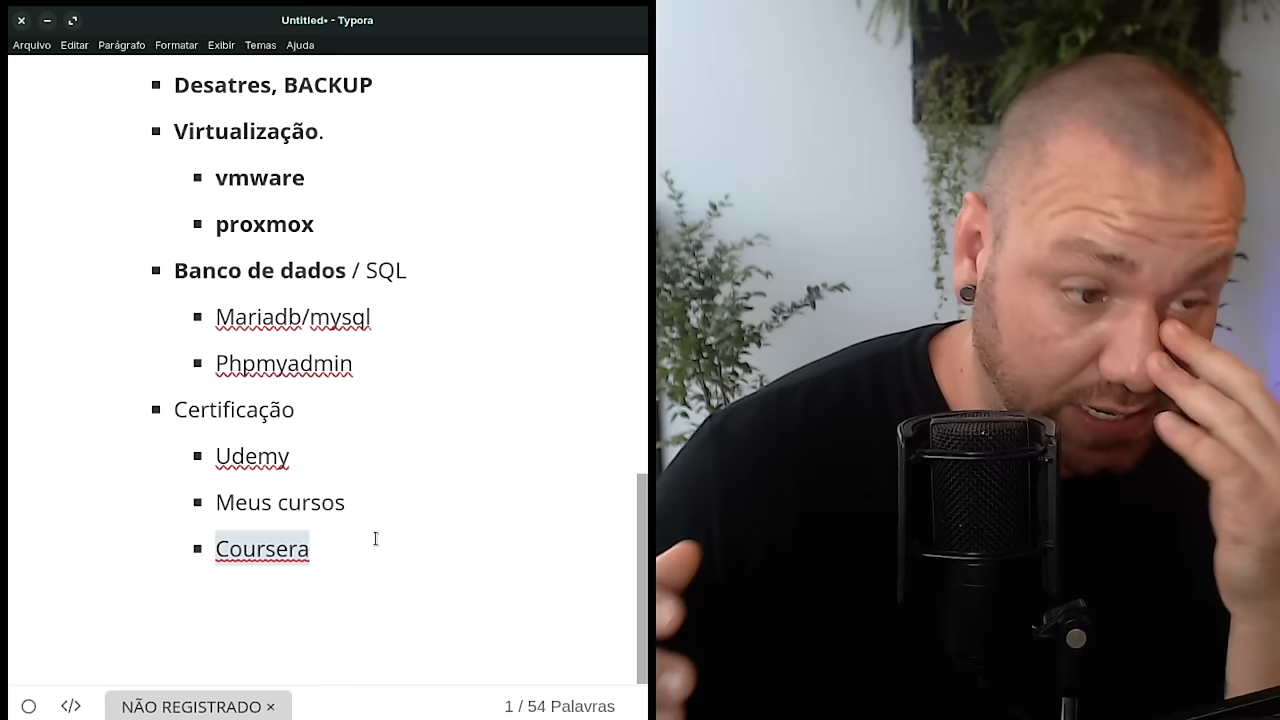 Untitled• - Typora
Arquivo Editar Parágrafo Formatar Exibir Temas Ajuda
Desatres, BACKUP
Virtualização.
vmware
proxmox
Banco de dados / SQL
Mariadb/mysql
Phpmyadmin
Certificação
Udemy
Meus cursos
Coursera
NÃO REGISTRADO ×
1 / 54 Palavras